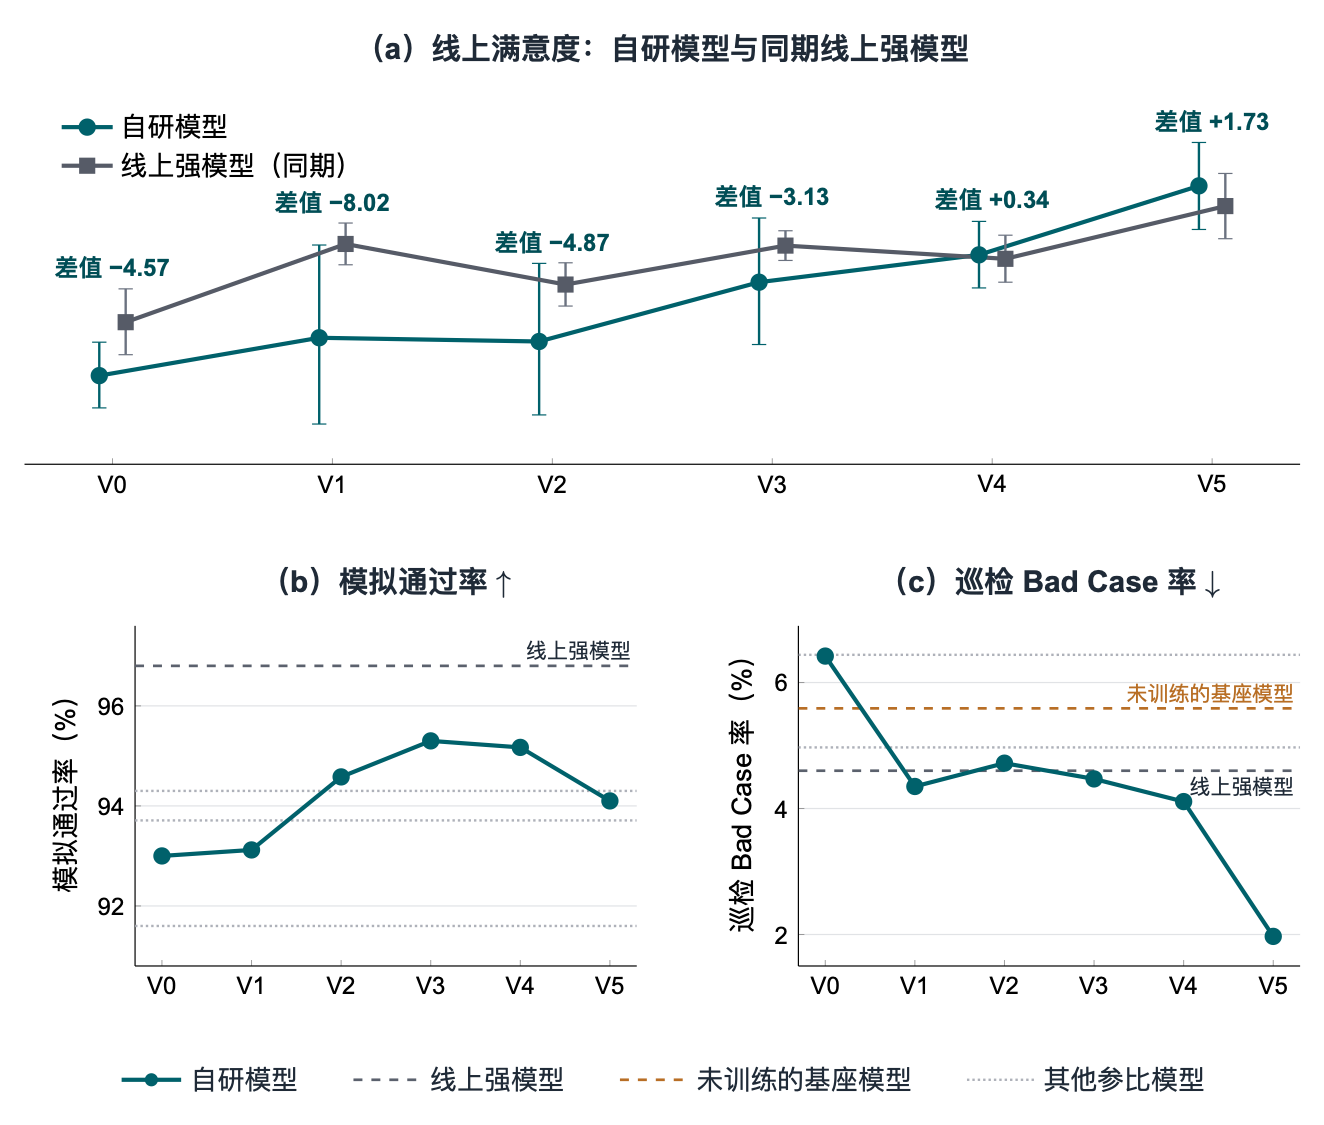 （a）线上满意度：自研模型与同期线上强模型
自研模型
线上强模型（同期）
差值 −4.57
差值 −8.02
差值 −4.87
差值 −3.13
差值 +0.34
差值 +1.73
V0 V1 V2 V3 V4 V5
（b）模拟通过率 ↑
模拟通过率（%）
96
94
92
线上强模型
V0 V1 V2 V3 V4 V5
（c）巡检 Bad Case 率 ↓
巡检 Bad Case 率（%）
6
4
2
未训练的基座模型
线上强模型
V0 V1 V2 V3 V4 V5
自研模型 线上强模型 未训练的基座模型 其他参比模型